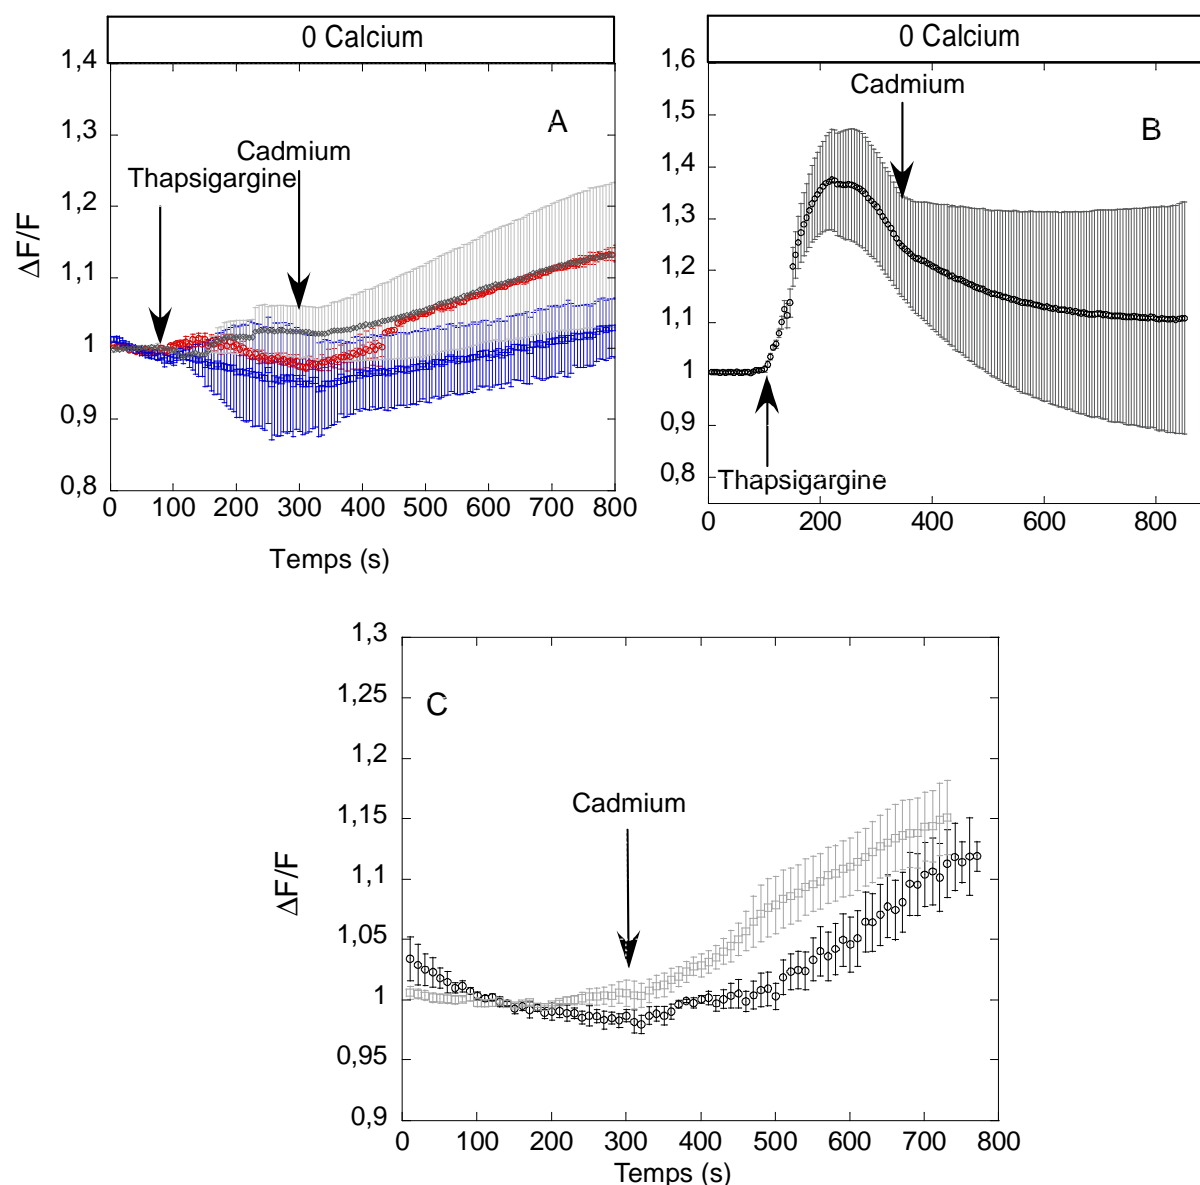 0 Calcium
1,4
1,3
1,2
1,1
1
0,9
0,8
A
Cadmium
Thapsigargine
ΔF/F
0 100 200 300 400 500 600 700 800
Temps (s)
0 Calcium
1,6
1,5
1,4
1,3
1,2
1,1
1
0,9
0,8
Cadmium
B
Thapsigargine
0 200 400 600 800
1,3
1,25
1,2
1,15
1,1
1,05
1
0,95
0,9
C
Cadmium
ΔF/F
0 100 200 300 400 500 600 700 800
Temps (s)